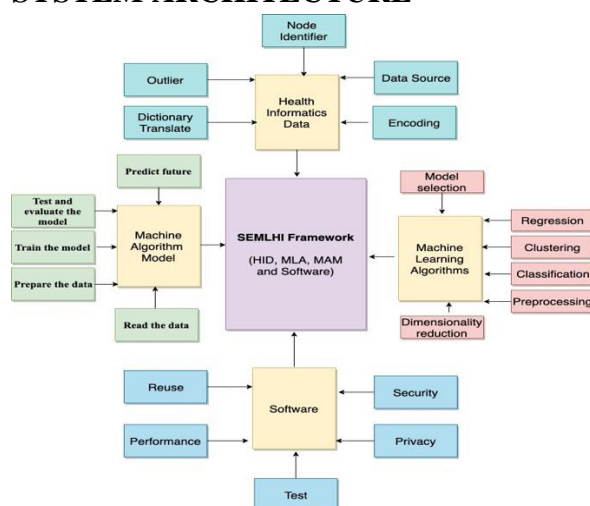 SYSTEM ARCHITECTURE
Node
Identifier
Outlier
Data Source
Health
Informatics
Data
Dictionary
Translate
Encoding
Predict future
Test and
evaluate the
model
Train the model
Prepare the data
Read the data
Machine
Algorithm
Model
SEMLHI Framework
(HID, MLA, MAM
and Software)
Model
selection
Machine
Learning
Algorithms
Regression
Clustering
Classification
Preprocessing
Dimensionality
reduction
Reuse
Security
Software
Performance
Privacy
Test